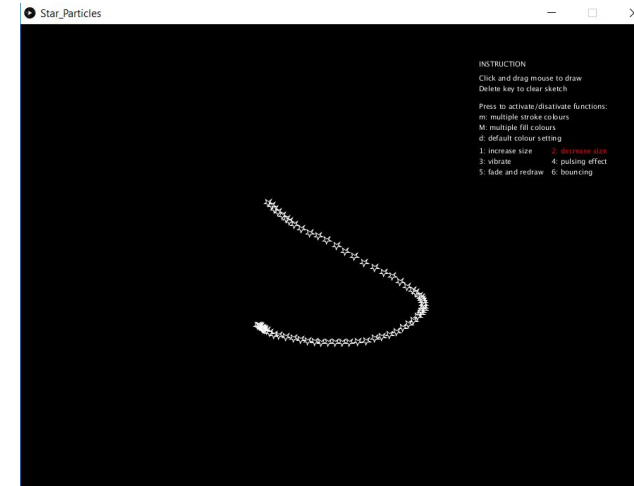 Star_Particles
INSTRUCTION
Click and drag mouse to draw
Delete key to clear sketch
Press to activate/disativate functions:
m: multiple stroke colours
M: multiple fill colours
d: default colour setting
1: increase size 2: decrease size
3: vibrate 4: pulsing effect
5: fade and redraw 6: bouncing